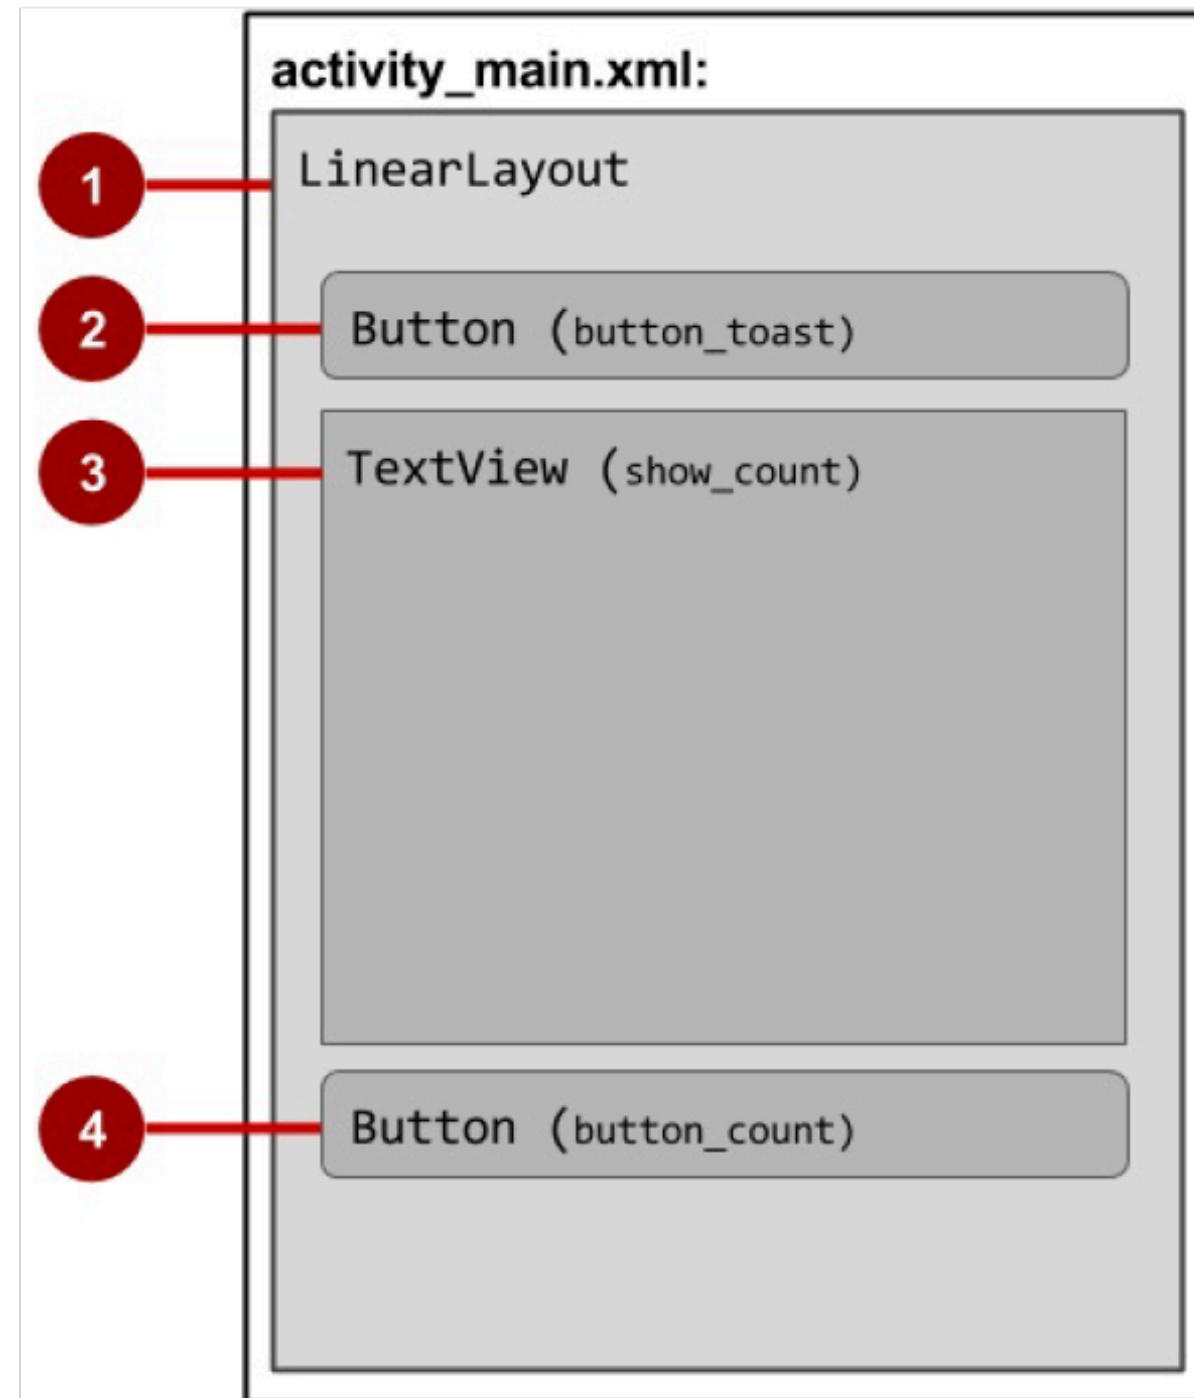 activity_main.xml:
1
LinearLayout
2
Button (button_toast)
3
TextView (show_count)
4
Button (button_count)